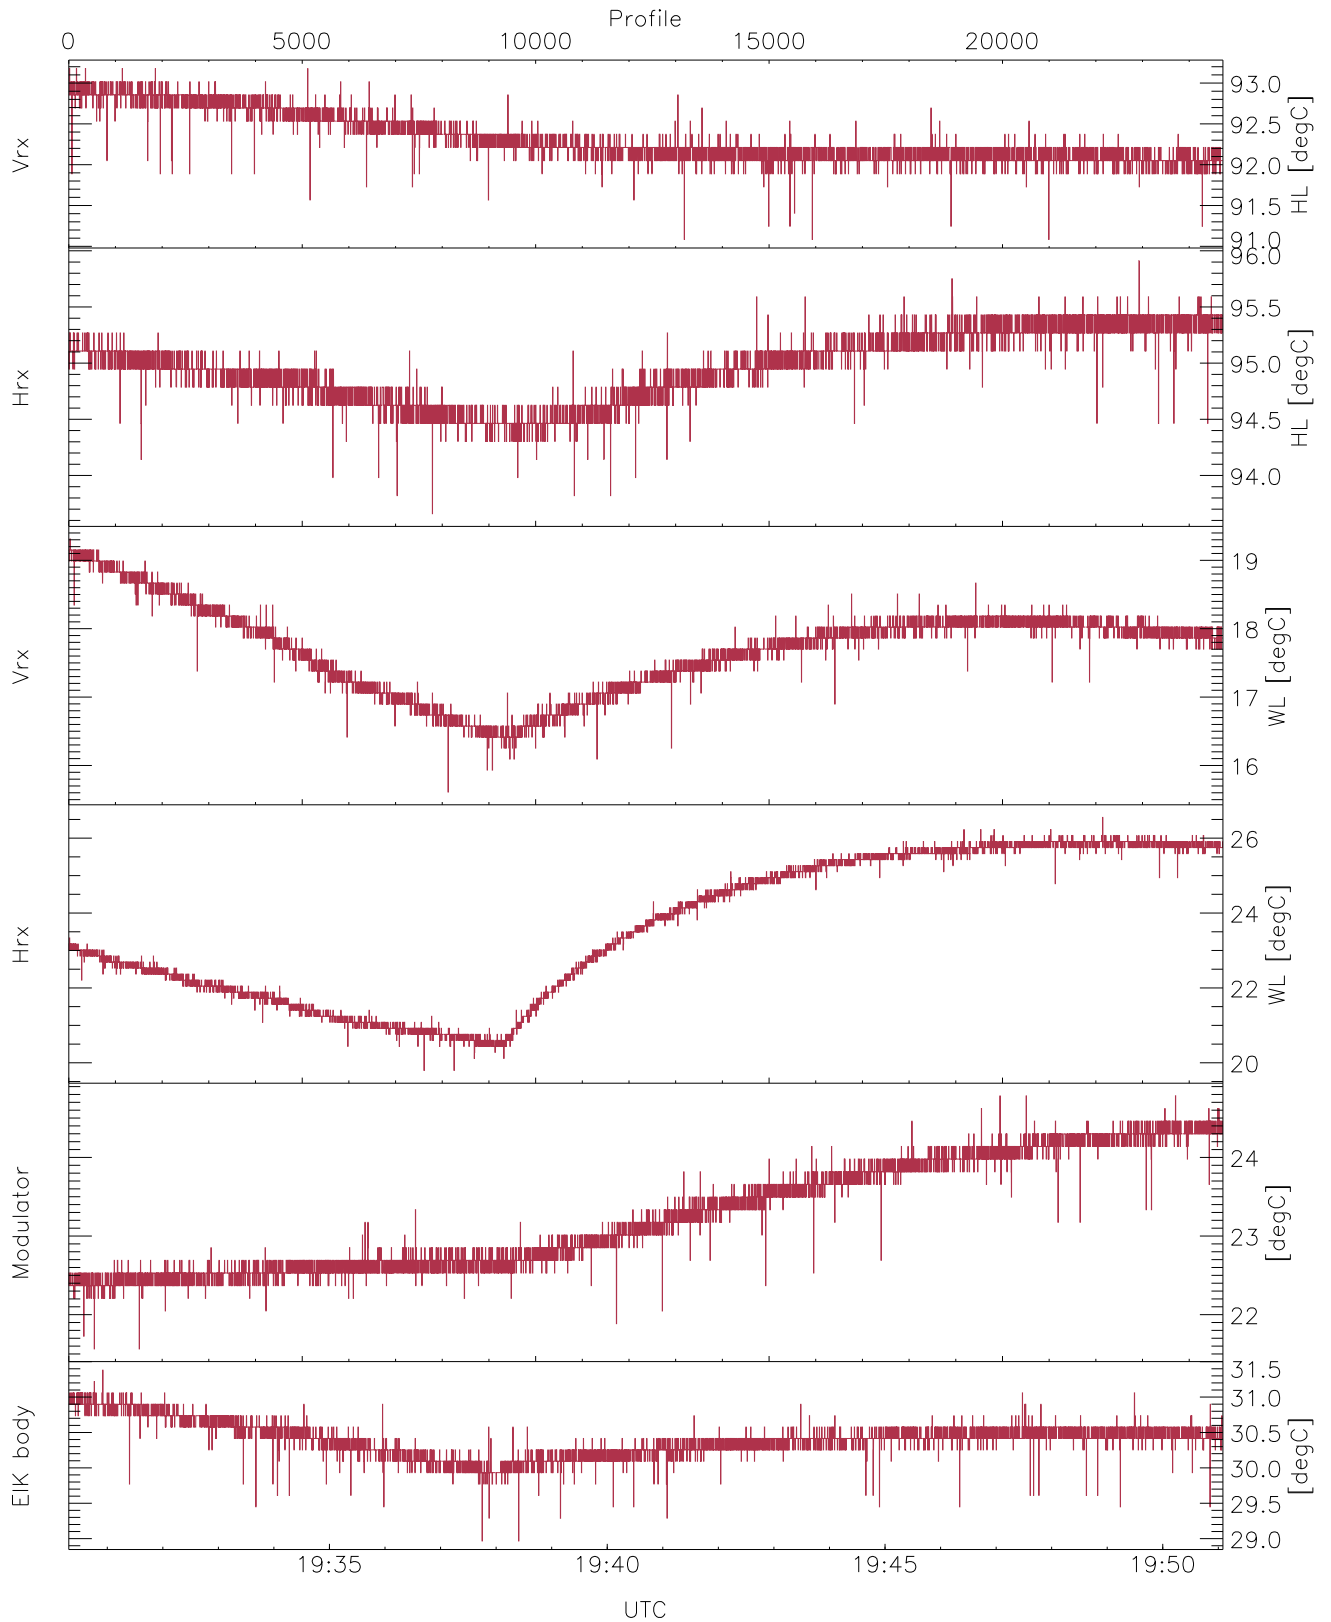 Profile
0 5000 10000 15000 20000
Vrx
93.0
92.5
92.0
91.5
91.0
HL [degC]
Hrx
96.0
95.5
95.0
94.5
94.0
HL [degC]
Vrx
19
18
17
16
WL [degC]
Hrx
26
24
22
20
WL [degC]
Modulator
24
23
22
[degC]
EIK body
31.5
31.0
30.5
30.0
29.5
29.0
[degC]
19:35 19:40 19:45 19:50
UTC